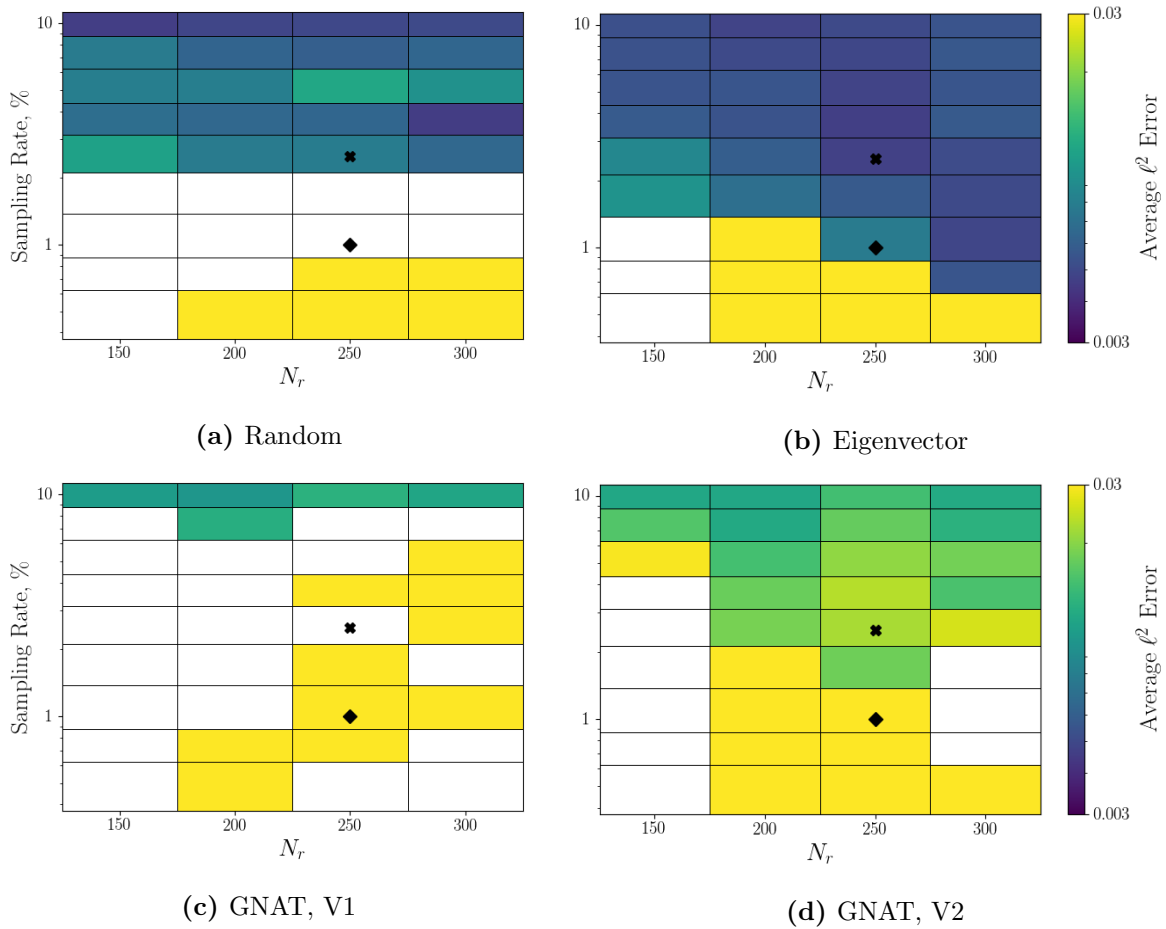 10
1
Sampling Rate, %
150 200 250 300
N_r
(a) Random
150 200 250 300
N_r
(b) Eigenvector
10
1
0.03
0.003
Average ℓ² Error
10
1
Sampling Rate, %
150 200 250 300
N_r
(c) GNAT, V1
10
1
150 200 250 300
N_r
(d) GNAT, V2
0.03
0.003
Average ℓ² Error